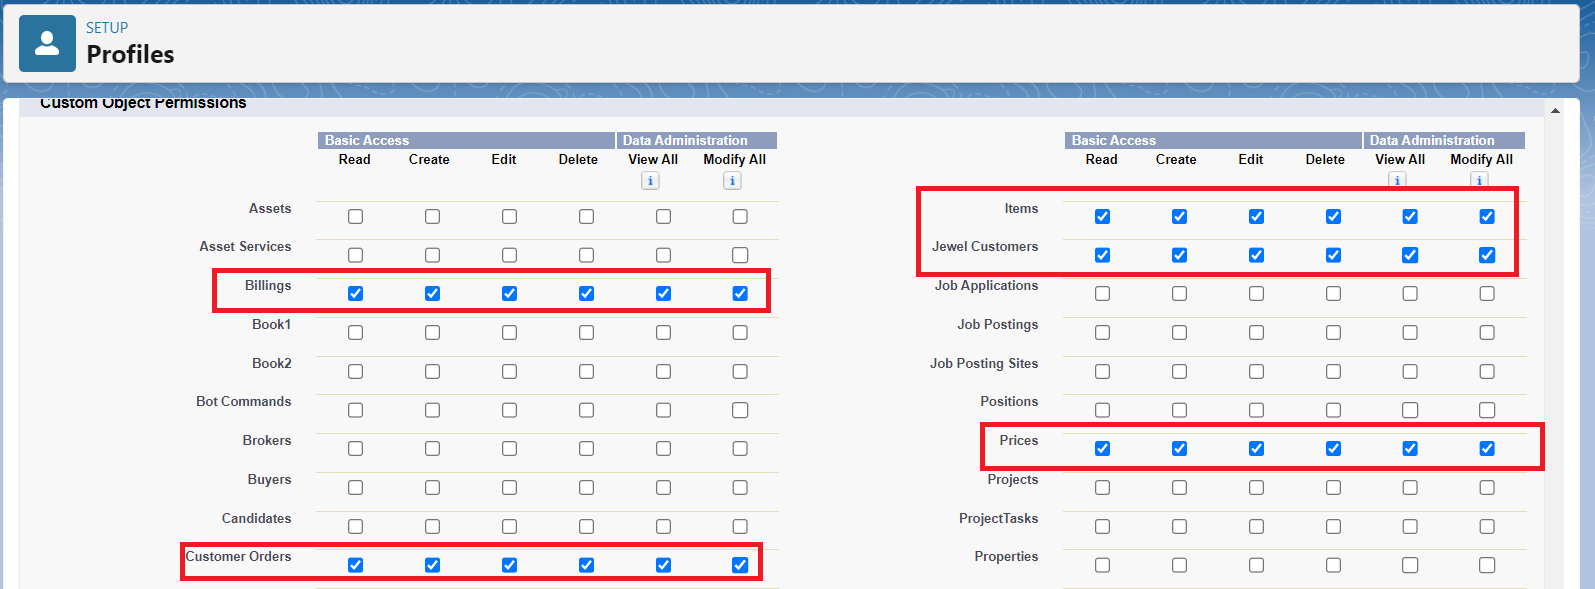 SETUP
Profiles
Custom Object Permissions
Basic Access Data Administration
Read Create Edit Delete View All Modify All
i i
Assets
Asset Services
Billings
Book1
Book2
Bot Commands
Brokers
Buyers
Candidates
Customer Orders
Basic Access Data Administration
Read Create Edit Delete View All Modify All
i i
Items
Jewel Customers
Job Applications
Job Postings
Job Posting Sites
Positions
Prices
Projects
ProjectTasks
Properties